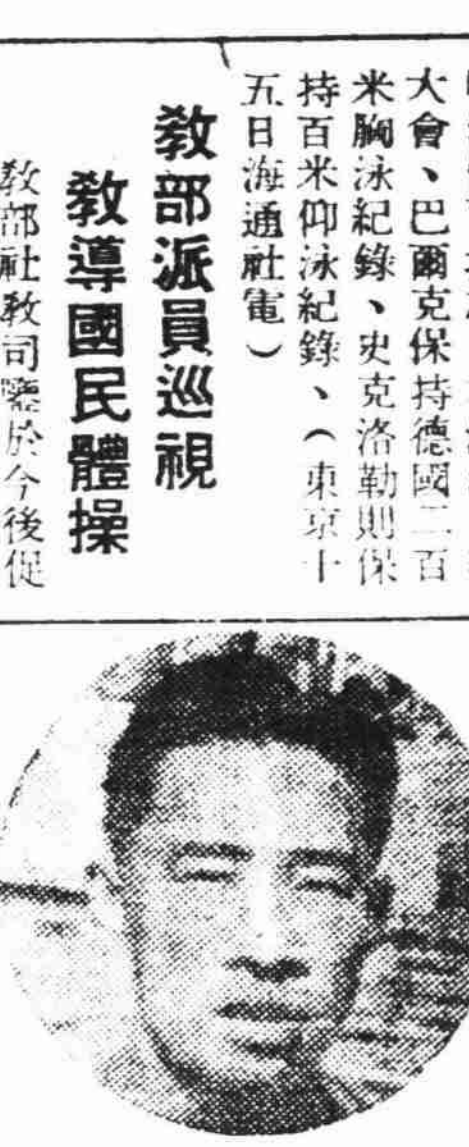 大會、巴爾克保持德國二百
米胸泳紀錄、史克洛勒則保
持百米仰泳紀錄、（東京十
五日海通社電）
教部派員巡視
教導國民體操
教部社教司鑒於今後促